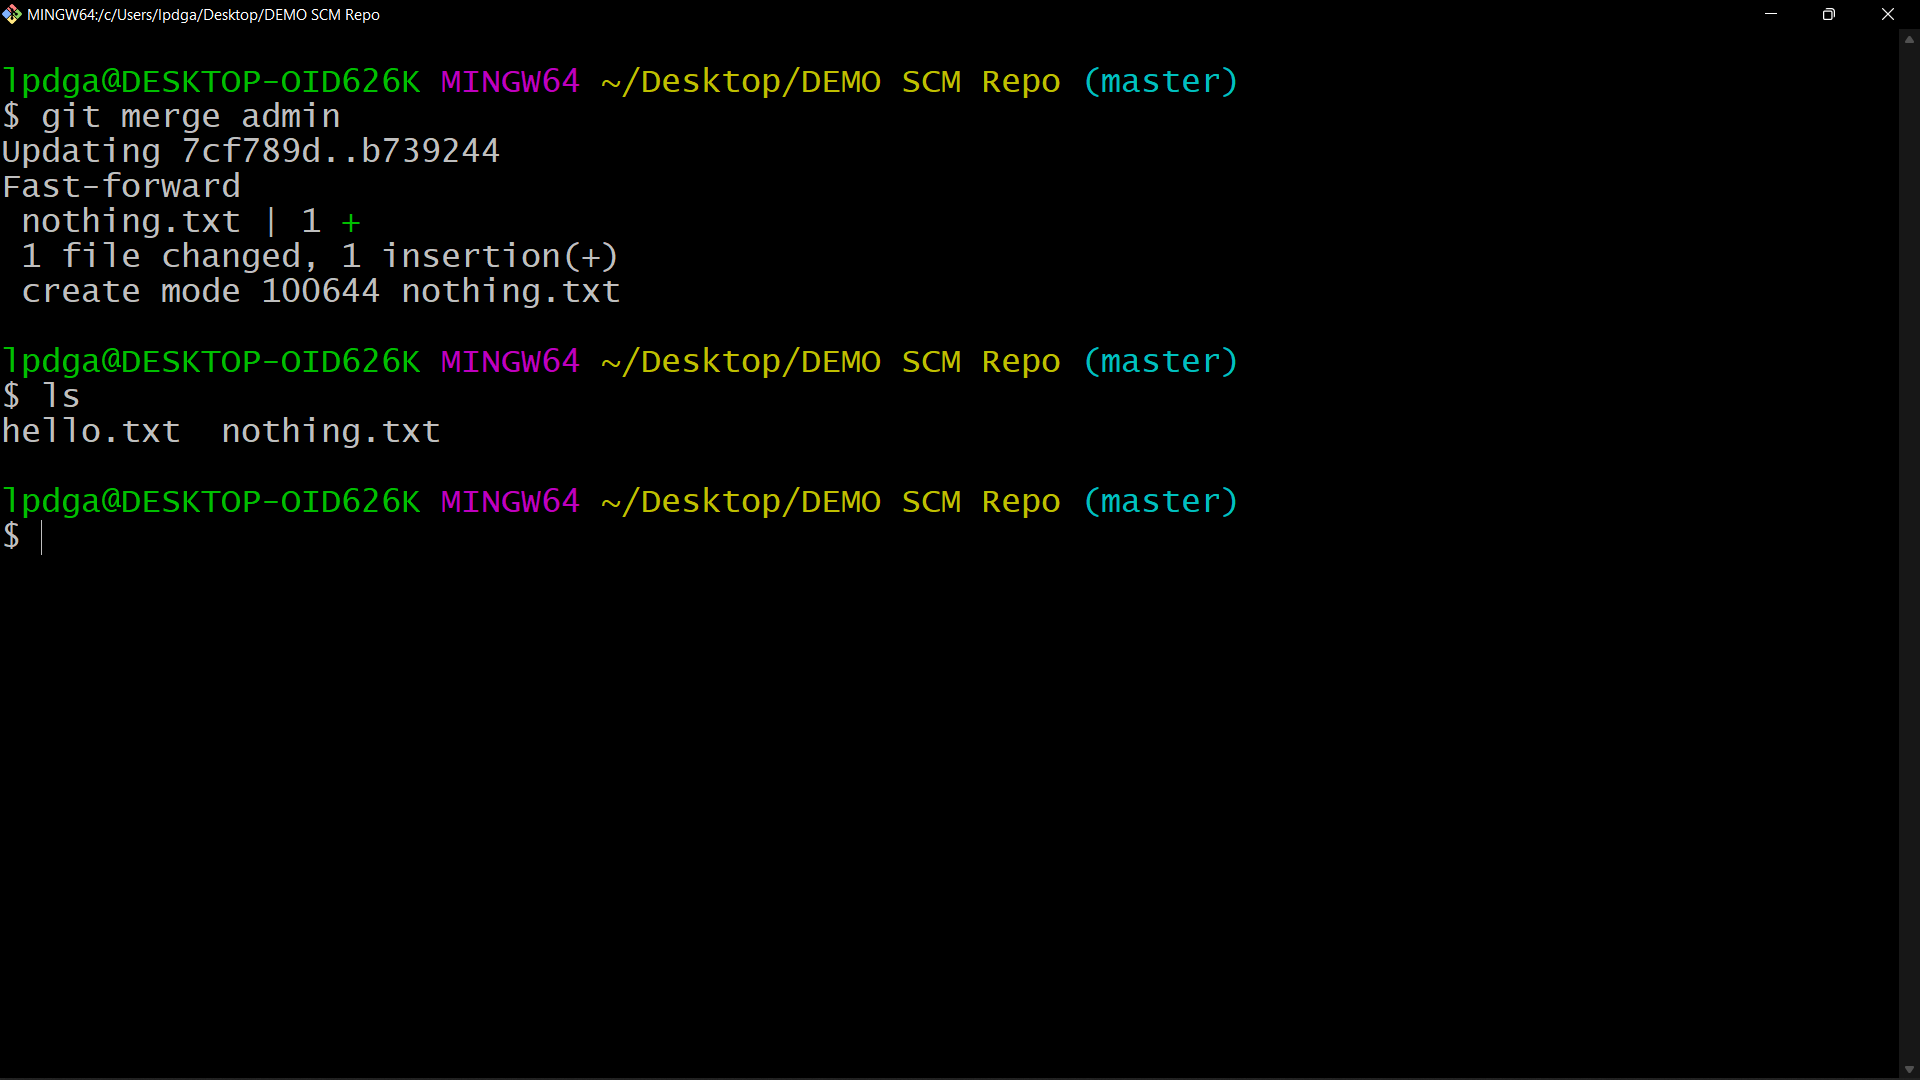 MINGW64:/c/Users/lpdga/Desktop/DEMO SCM Repo
lpdga@DESKTOP-OID626K MINGW64 ~/Desktop/DEMO SCM Repo (master)
$ git merge admin
Updating 7cf789d..b739244
Fast-forward
 nothing.txt | 1 +
 1 file changed, 1 insertion(+)
 create mode 100644 nothing.txt
lpdga@DESKTOP-OID626K MINGW64 ~/Desktop/DEMO SCM Repo (master)
$ ls
hello.txt  nothing.txt
lpdga@DESKTOP-OID626K MINGW64 ~/Desktop/DEMO SCM Repo (master)
$